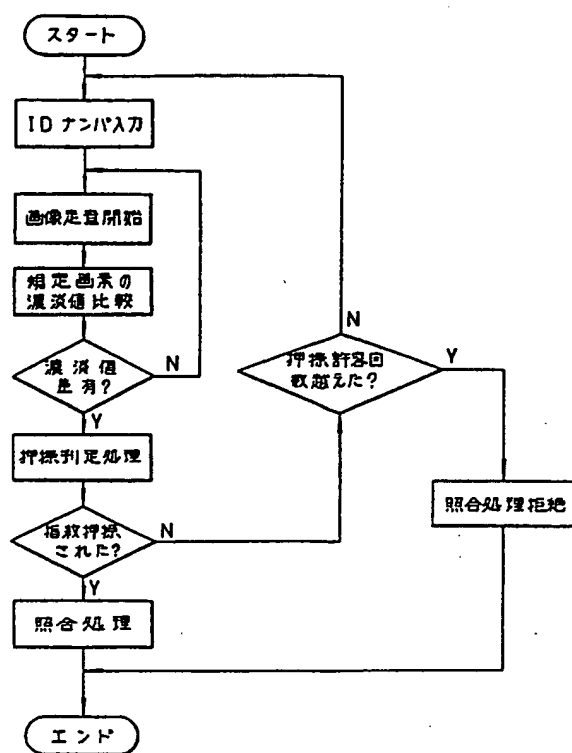 スタート
IDナンバ入力
画像走査開始
規定画素の
濃淡値比較
濃淡値
差有?
N
Y
押捺判定処理
指紋押捺
された?
N
Y
照合処理
エンド
押捺許容回
数越えた?
N
Y
照合処理拒絶